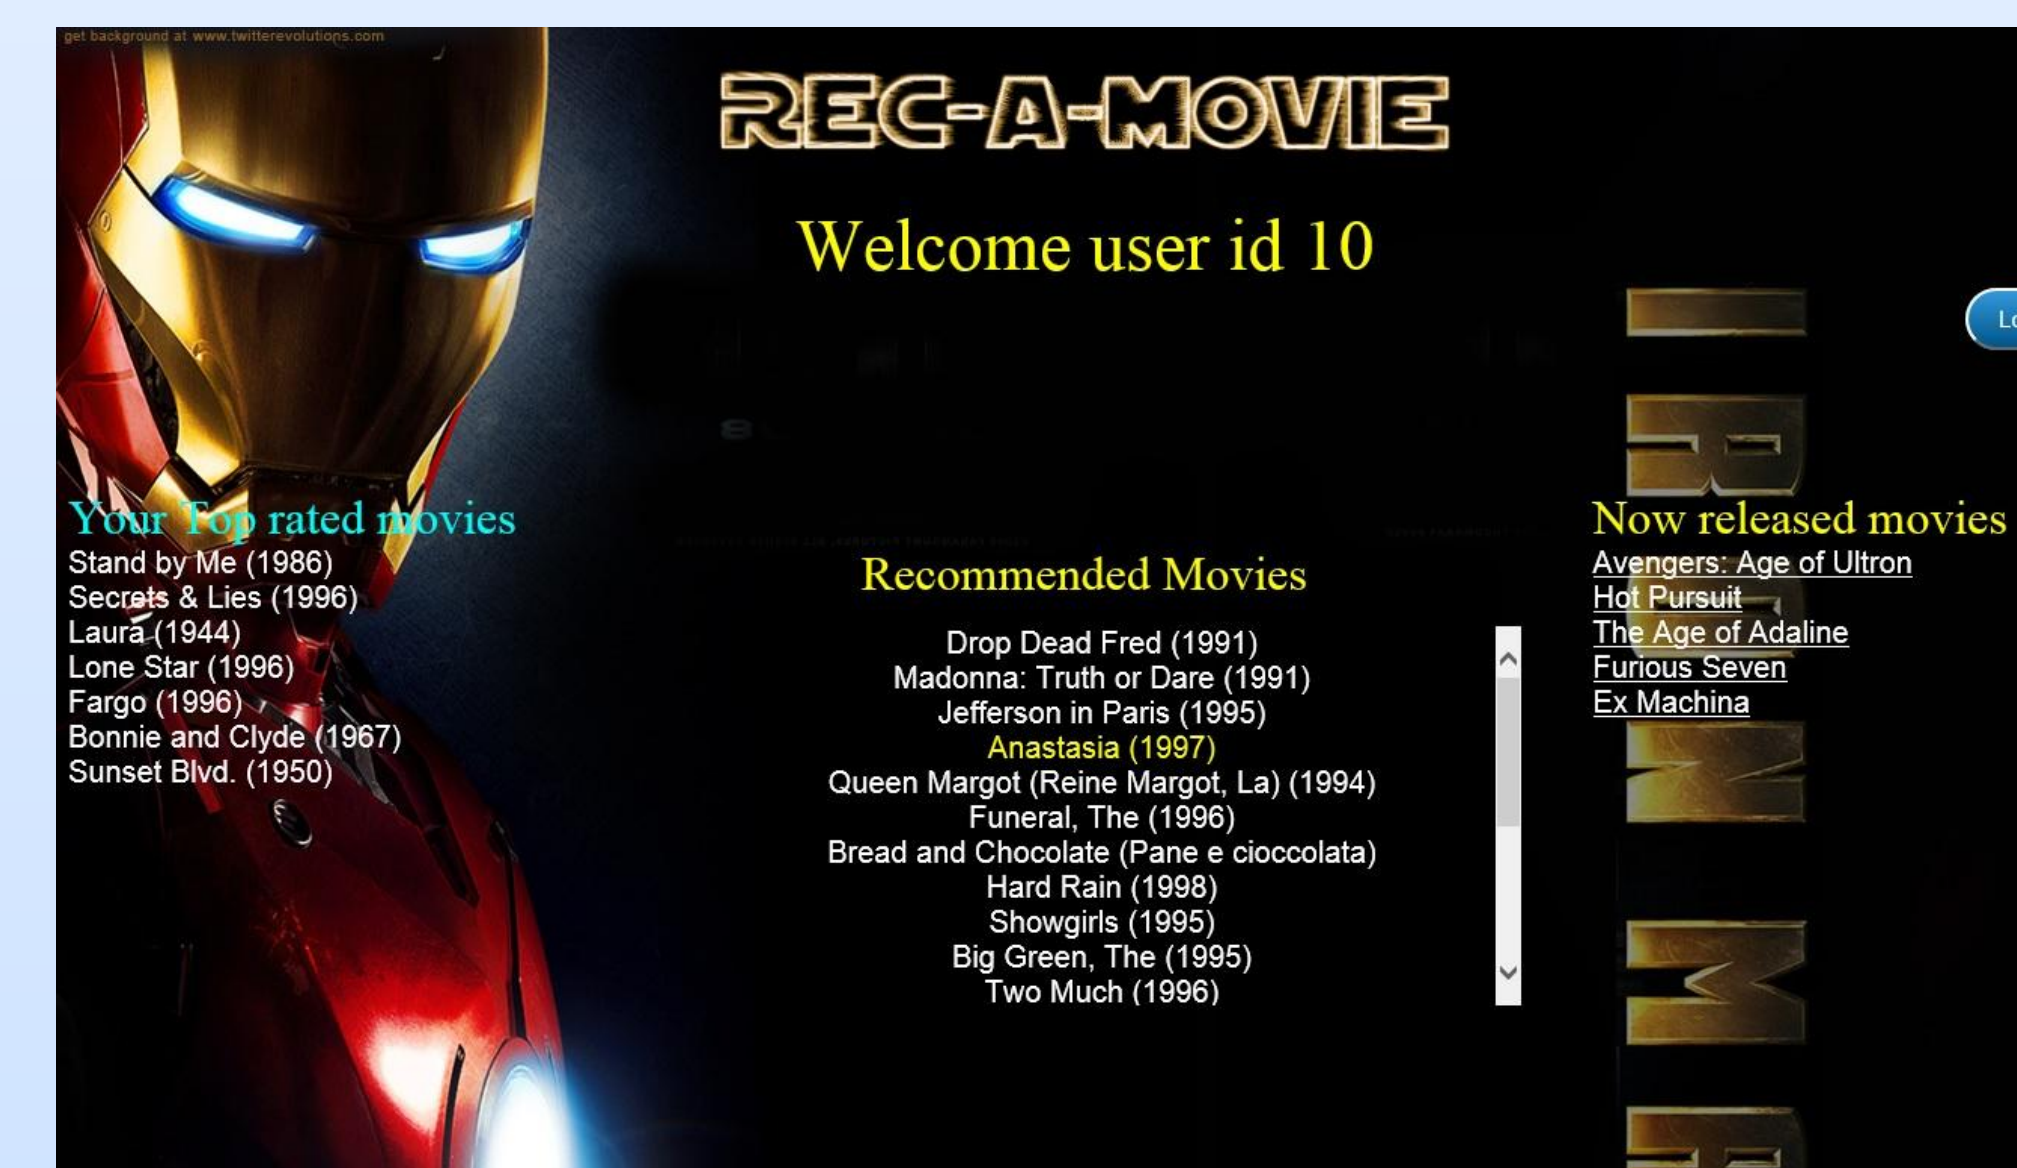 get background at www.twitterevolutions.com
REC-A-MOVIE
Welcome user id 10
Your Top rated movies
Stand by Me (1986)
Secrets & Lies (1996)
Laura (1944)
Lone Star (1996)
Fargo (1996)
Bonnie and Clyde (1967)
Sunset Blvd. (1950)
Recommended Movies
Drop Dead Fred (1991)
Madonna: Truth or Dare (1991)
Jefferson in Paris (1995)
Anastasia (1997)
Queen Margot (Reine Margot, La) (1994)
Funeral, The (1996)
Bread and Chocolate (Pane e cioccolata)
Hard Rain (1998)
Showgirls (1995)
Big Green, The (1995)
Two Much (1996)
Now released movies
Avengers: Age of Ultron
Hot Pursuit
The Age of Adaline
Furious Seven
Ex Machina
IRON MA